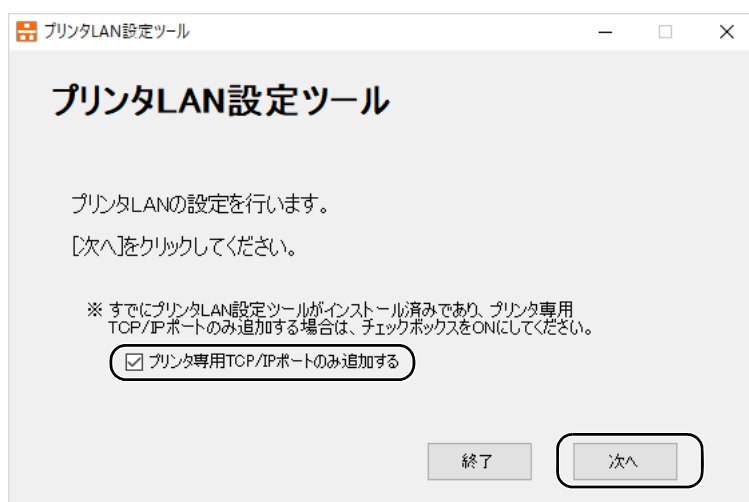 プリンタLAN設定ツール
プリンタLAN設定ツール
プリンタLANの設定を行います。
[次へ]をクリックしてください。
※ すでにプリンタLAN設定ツールがインストール済みであり、プリンタ専用
TCP/IPポートのみ追加する場合は、チェックボックスをONにしてください。
プリンタ専用TCP/IPポートのみ追加する
終了 次へ